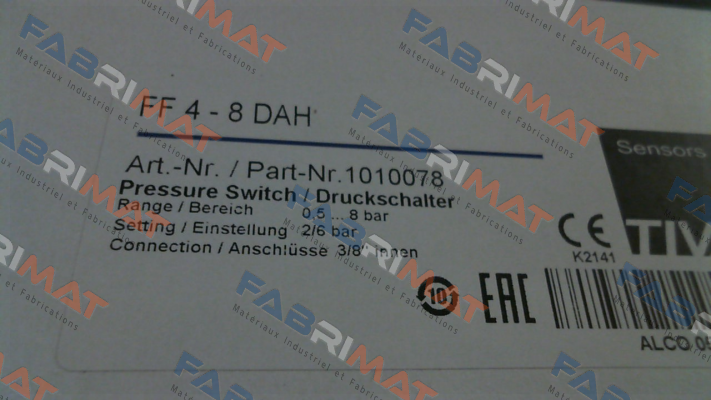 FF 4 - 8 DAH
Art.-Nr. / Part-Nr.1010078
Pressure Switch / Druckschalter
Range / Bereich 0,5 ... 8 bar
Setting / Einstellung 2/6 bar
Connection / Anschlüsse 3/8" innen
Sensors
CE
K2141
TIV
10
EAC
ALCO
FABRIMAT
Materiaux Industriel et Fabrications